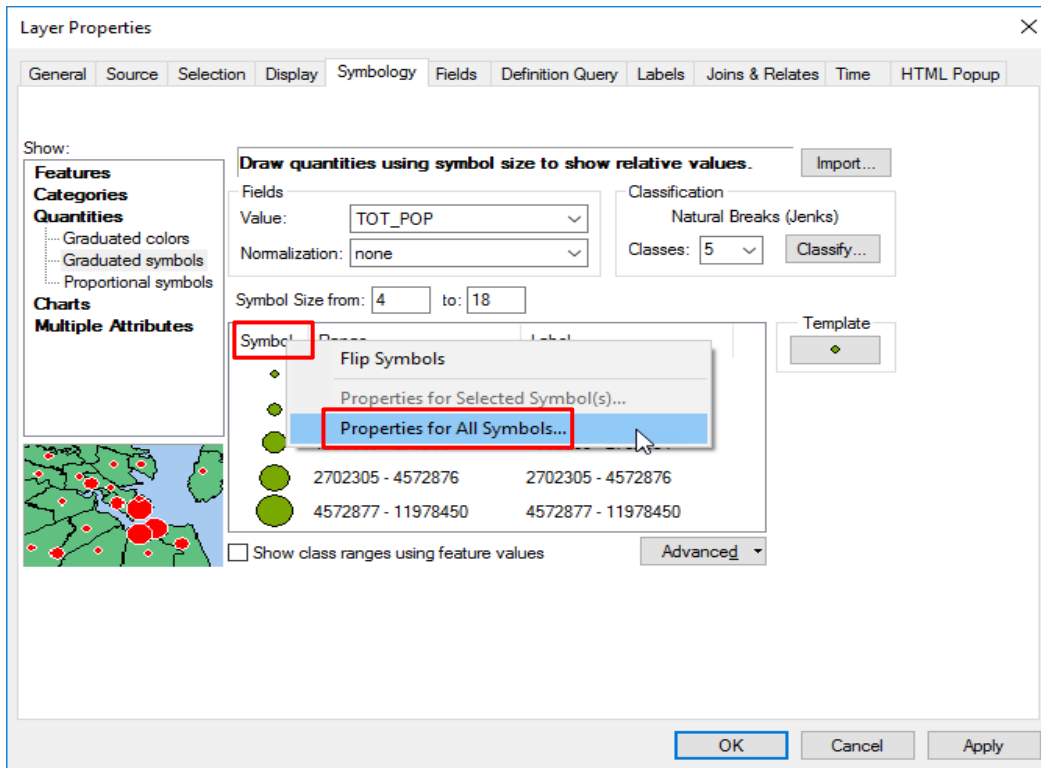 Layer Properties
General Source Selection Display Symbology Fields Definition Query Labels Joins & Relates Time HTML Popup
Show:
Features
Categories
Quantities
Graduated colors
Graduated symbols
Proportional symbols
Charts
Multiple Attributes
Draw quantities using symbol size to show relative values.
Import...
Fields
Value: TOT_POP
Normalization: none
Classification
Natural Breaks (Jenks)
Classes: 5 Classify...
Symbol Size from: 4 to: 18
Symbol Range Label
Flip Symbols
Properties for Selected Symbol(s)...
Properties for All Symbols...
2702305 - 4572876 2702305 - 4572876
4572877 - 11978450 4572877 - 11978450
Template
Show class ranges using feature values
Advanced
OK Cancel Apply